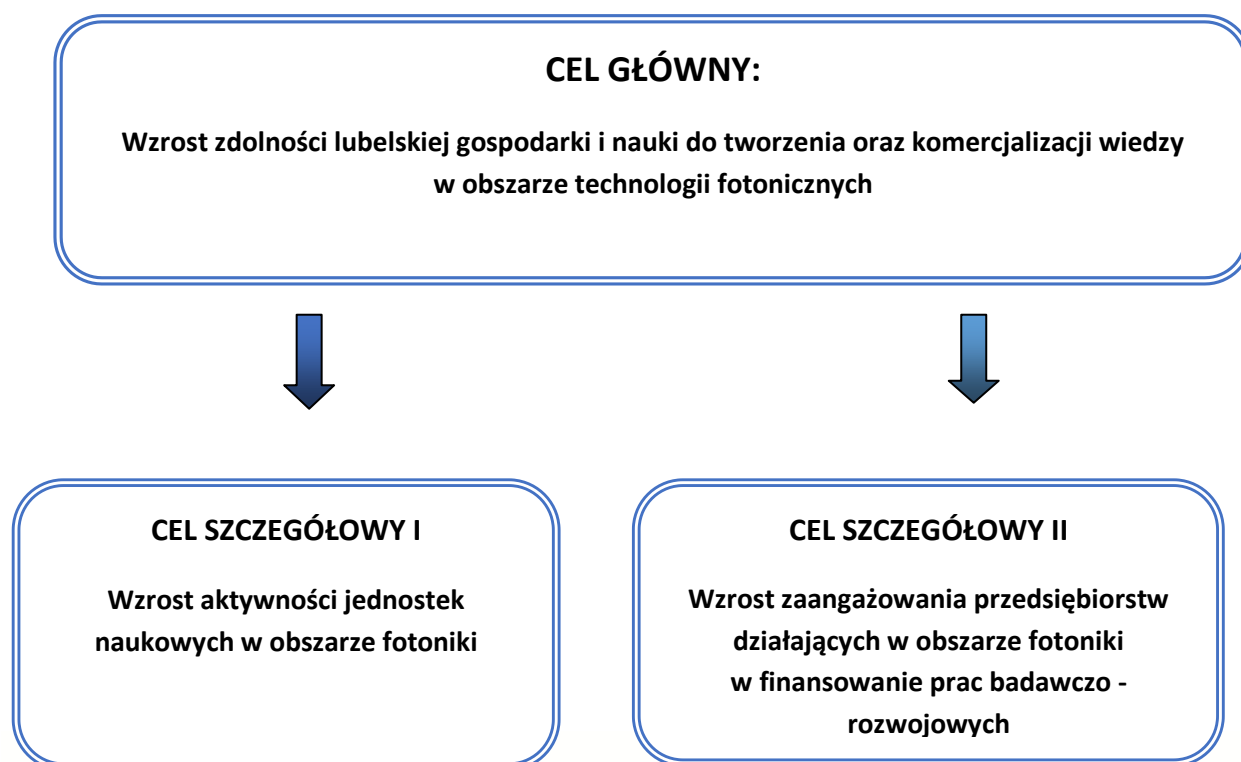 CEL GŁÓWNY:
Wzrost zdolności lubelskiej gospodarki i nauki do tworzenia oraz komercjalizacji wiedzy
w obszarze technologii fotonicznych
CEL SZCZEGÓŁOWY I
Wzrost aktywności jednostek
naukowych w obszarze fotoniki
CEL SZCZEGÓŁOWY II
Wzrost zaangażowania przedsiębiorstw
działających w obszarze fotoniki
w finansowanie prac badawczo -
rozwojowych